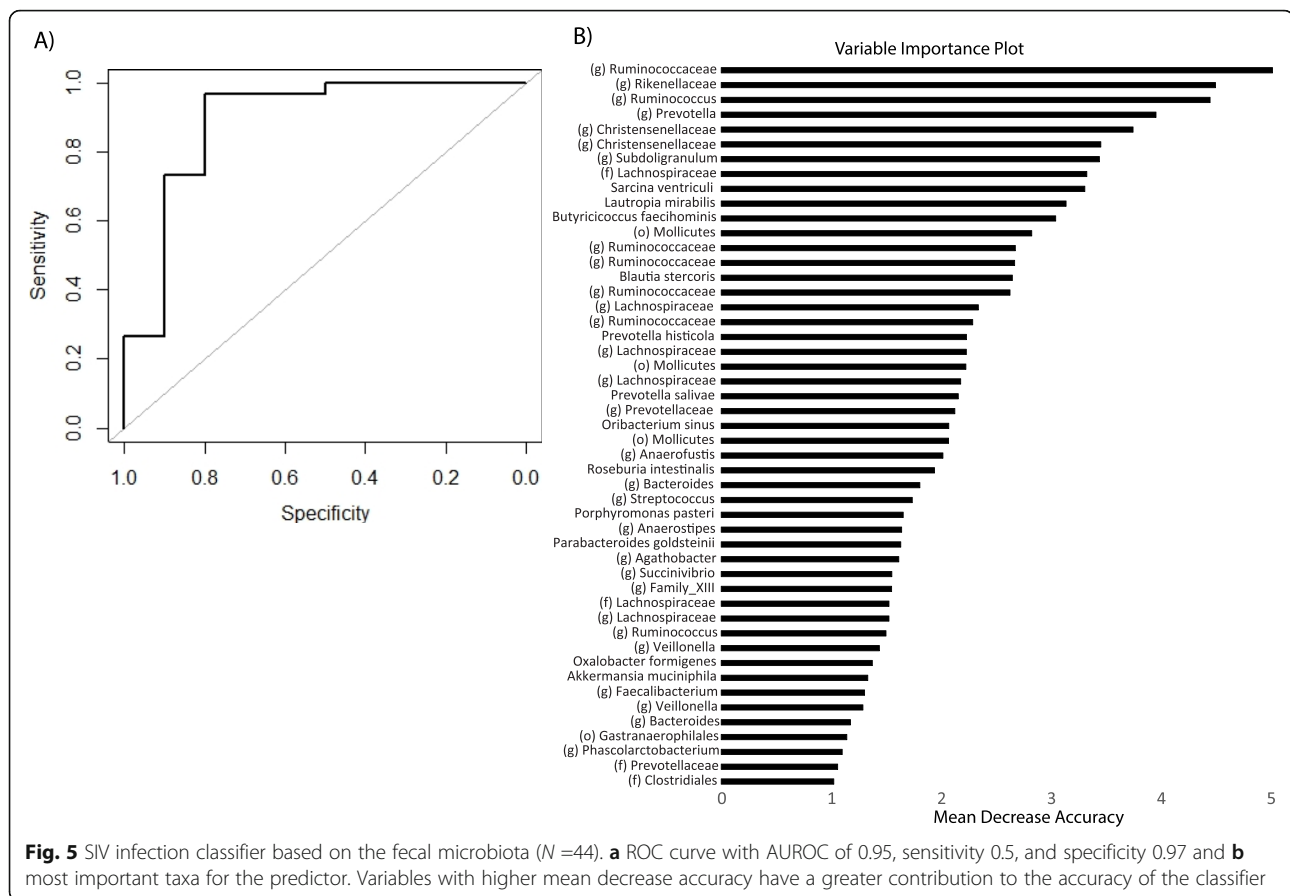 A)
1.0
0.8
0.6
0.4
0.2
0.0
Sensitivity
1.0 0.8 0.6 0.4 0.2 0.0
Specificity
B)
Variable Importance Plot
(g) Ruminococcaceae
(g) Rikenellaceae
(g) Ruminococcus
(g) Prevotella
(g) Christensenellaceae
(g) Christensenellaceae
(g) Subdoligranulum
(f) Lachnospiraceae
Sarcina ventriculi
Lautropia mirabilis
Butyricicoccus faecihominis
(o) Mollicutes
(g) Ruminococcaceae
(g) Ruminococcaceae
Blautia stercoris
(g) Ruminococcaceae
(g) Lachnospiraceae
(g) Ruminococcaceae
Prevotella histicola
(g) Lachnospiraceae
(o) Mollicutes
(g) Lachnospiraceae
Prevotella salivae
(g) Prevotellaceae
Oribacterium sinus
(o) Mollicutes
(g) Anaerofustis
Roseburia intestinalis
(g) Bacteroides
(g) Streptococcus
Porphyromonas pasteri
(g) Anaerostipes
Parabacteroides goldsteinii
(g) Agathobacter
(g) Succinivibrio
(g) Family_XIII
(f) Lachnospiraceae
(g) Lachnospiraceae
(g) Ruminococcus
(g) Veillonella
Oxalobacter formigenes
Akkermansia muciniphila
(g) Faecalibacterium
(g) Veillonella
(g) Bacteroides
(o) Gastranaerophilales
(g) Phascolarctobacterium
(f) Prevotellaceae
(f) Clostridiales
0 1 2 3 4 5
Mean Decrease Accuracy
Fig. 5 SIV infection classifier based on the fecal microbiota (N =44). a ROC curve with AUROC of 0.95, sensitivity 0.5, and specificity 0.97 and b
most important taxa for the predictor. Variables with higher mean decrease accuracy have a greater contribution to the accuracy of the classifier